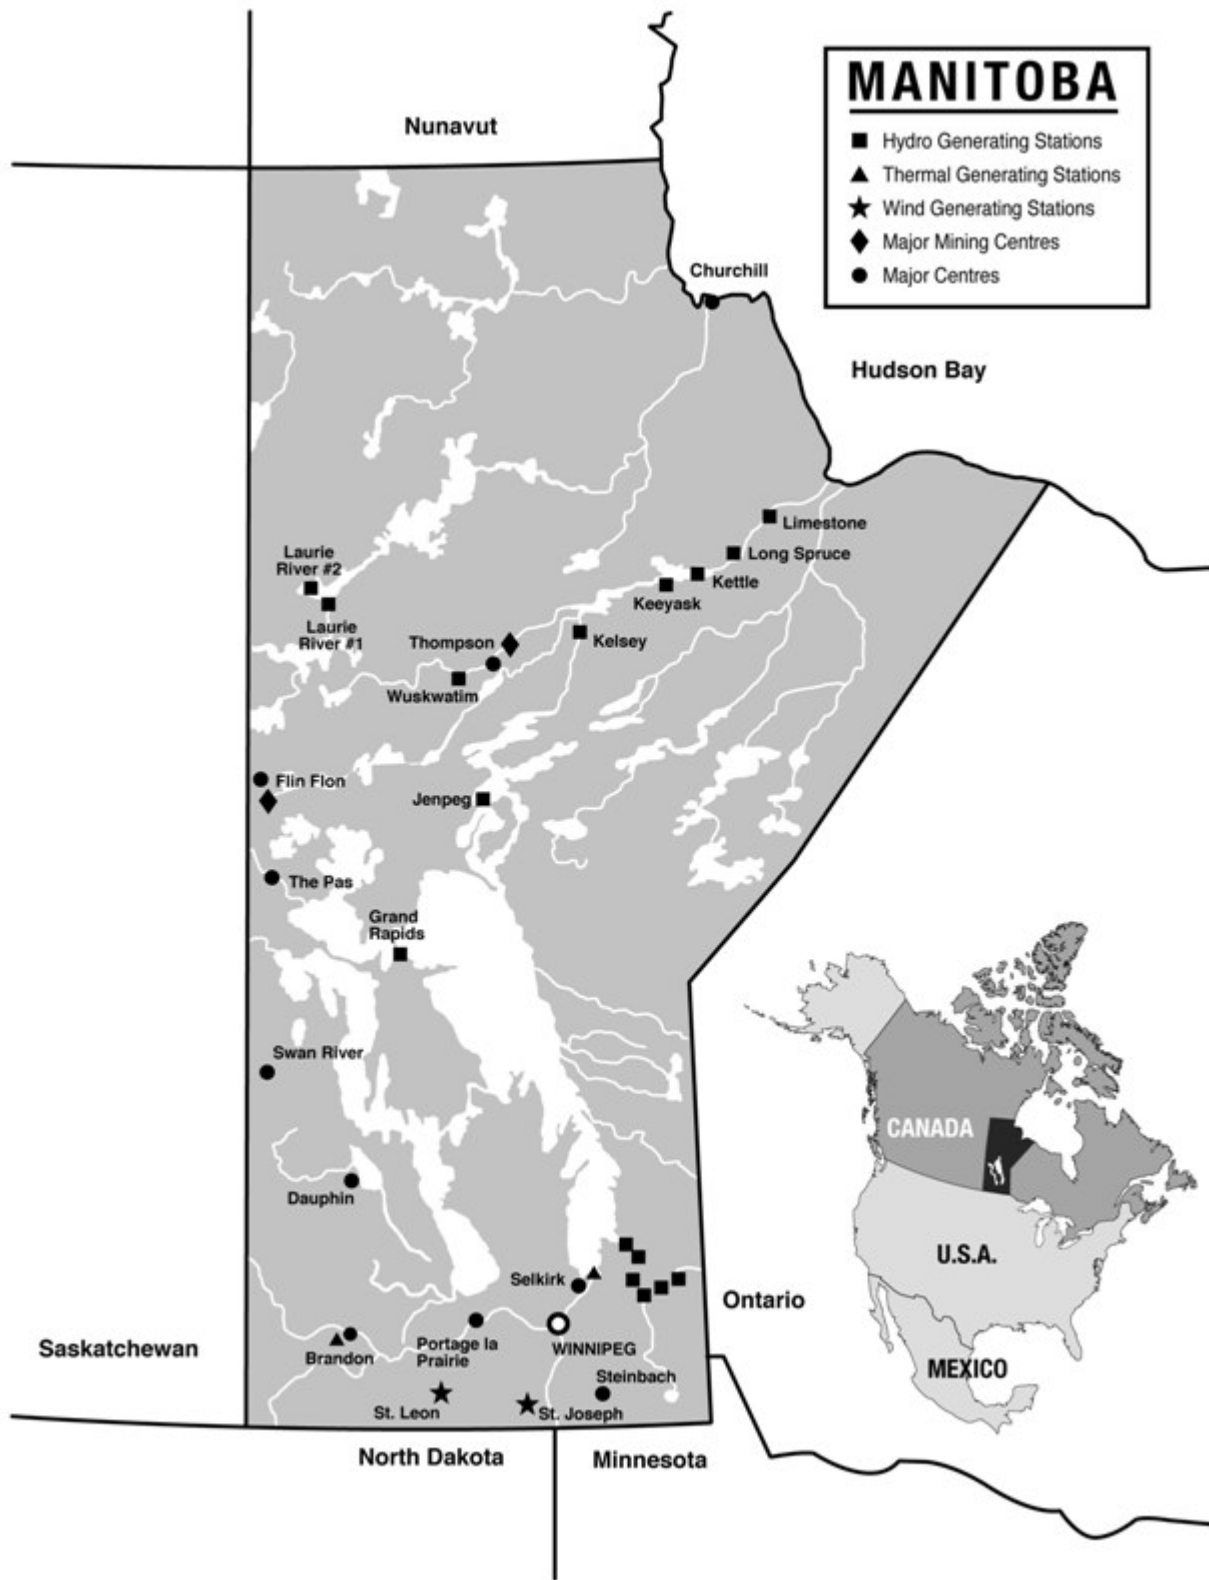 MANITOBA
Hydro Generating Stations
Thermal Generating Stations
Wind Generating Stations
Major Mining Centres
Major Centres
Nunavut
Churchill
Hudson Bay
Limestone
Long Spruce
Kettle
Keeyask
Laurie
River #2
Laurie
River #1
Thompson
Kelsey
Wuskwatim
Flin Flon
Jenpeg
The Pas
Grand
Rapids
Swan River
Dauphin
Selkirk
Ontario
Saskatchewan
Brandon
Portage la
Prairie
WINNIPEG
Steinbach
St. Leon
St. Joseph
North Dakota
Minnesota
CANADA
U.S.A.
MEXICO